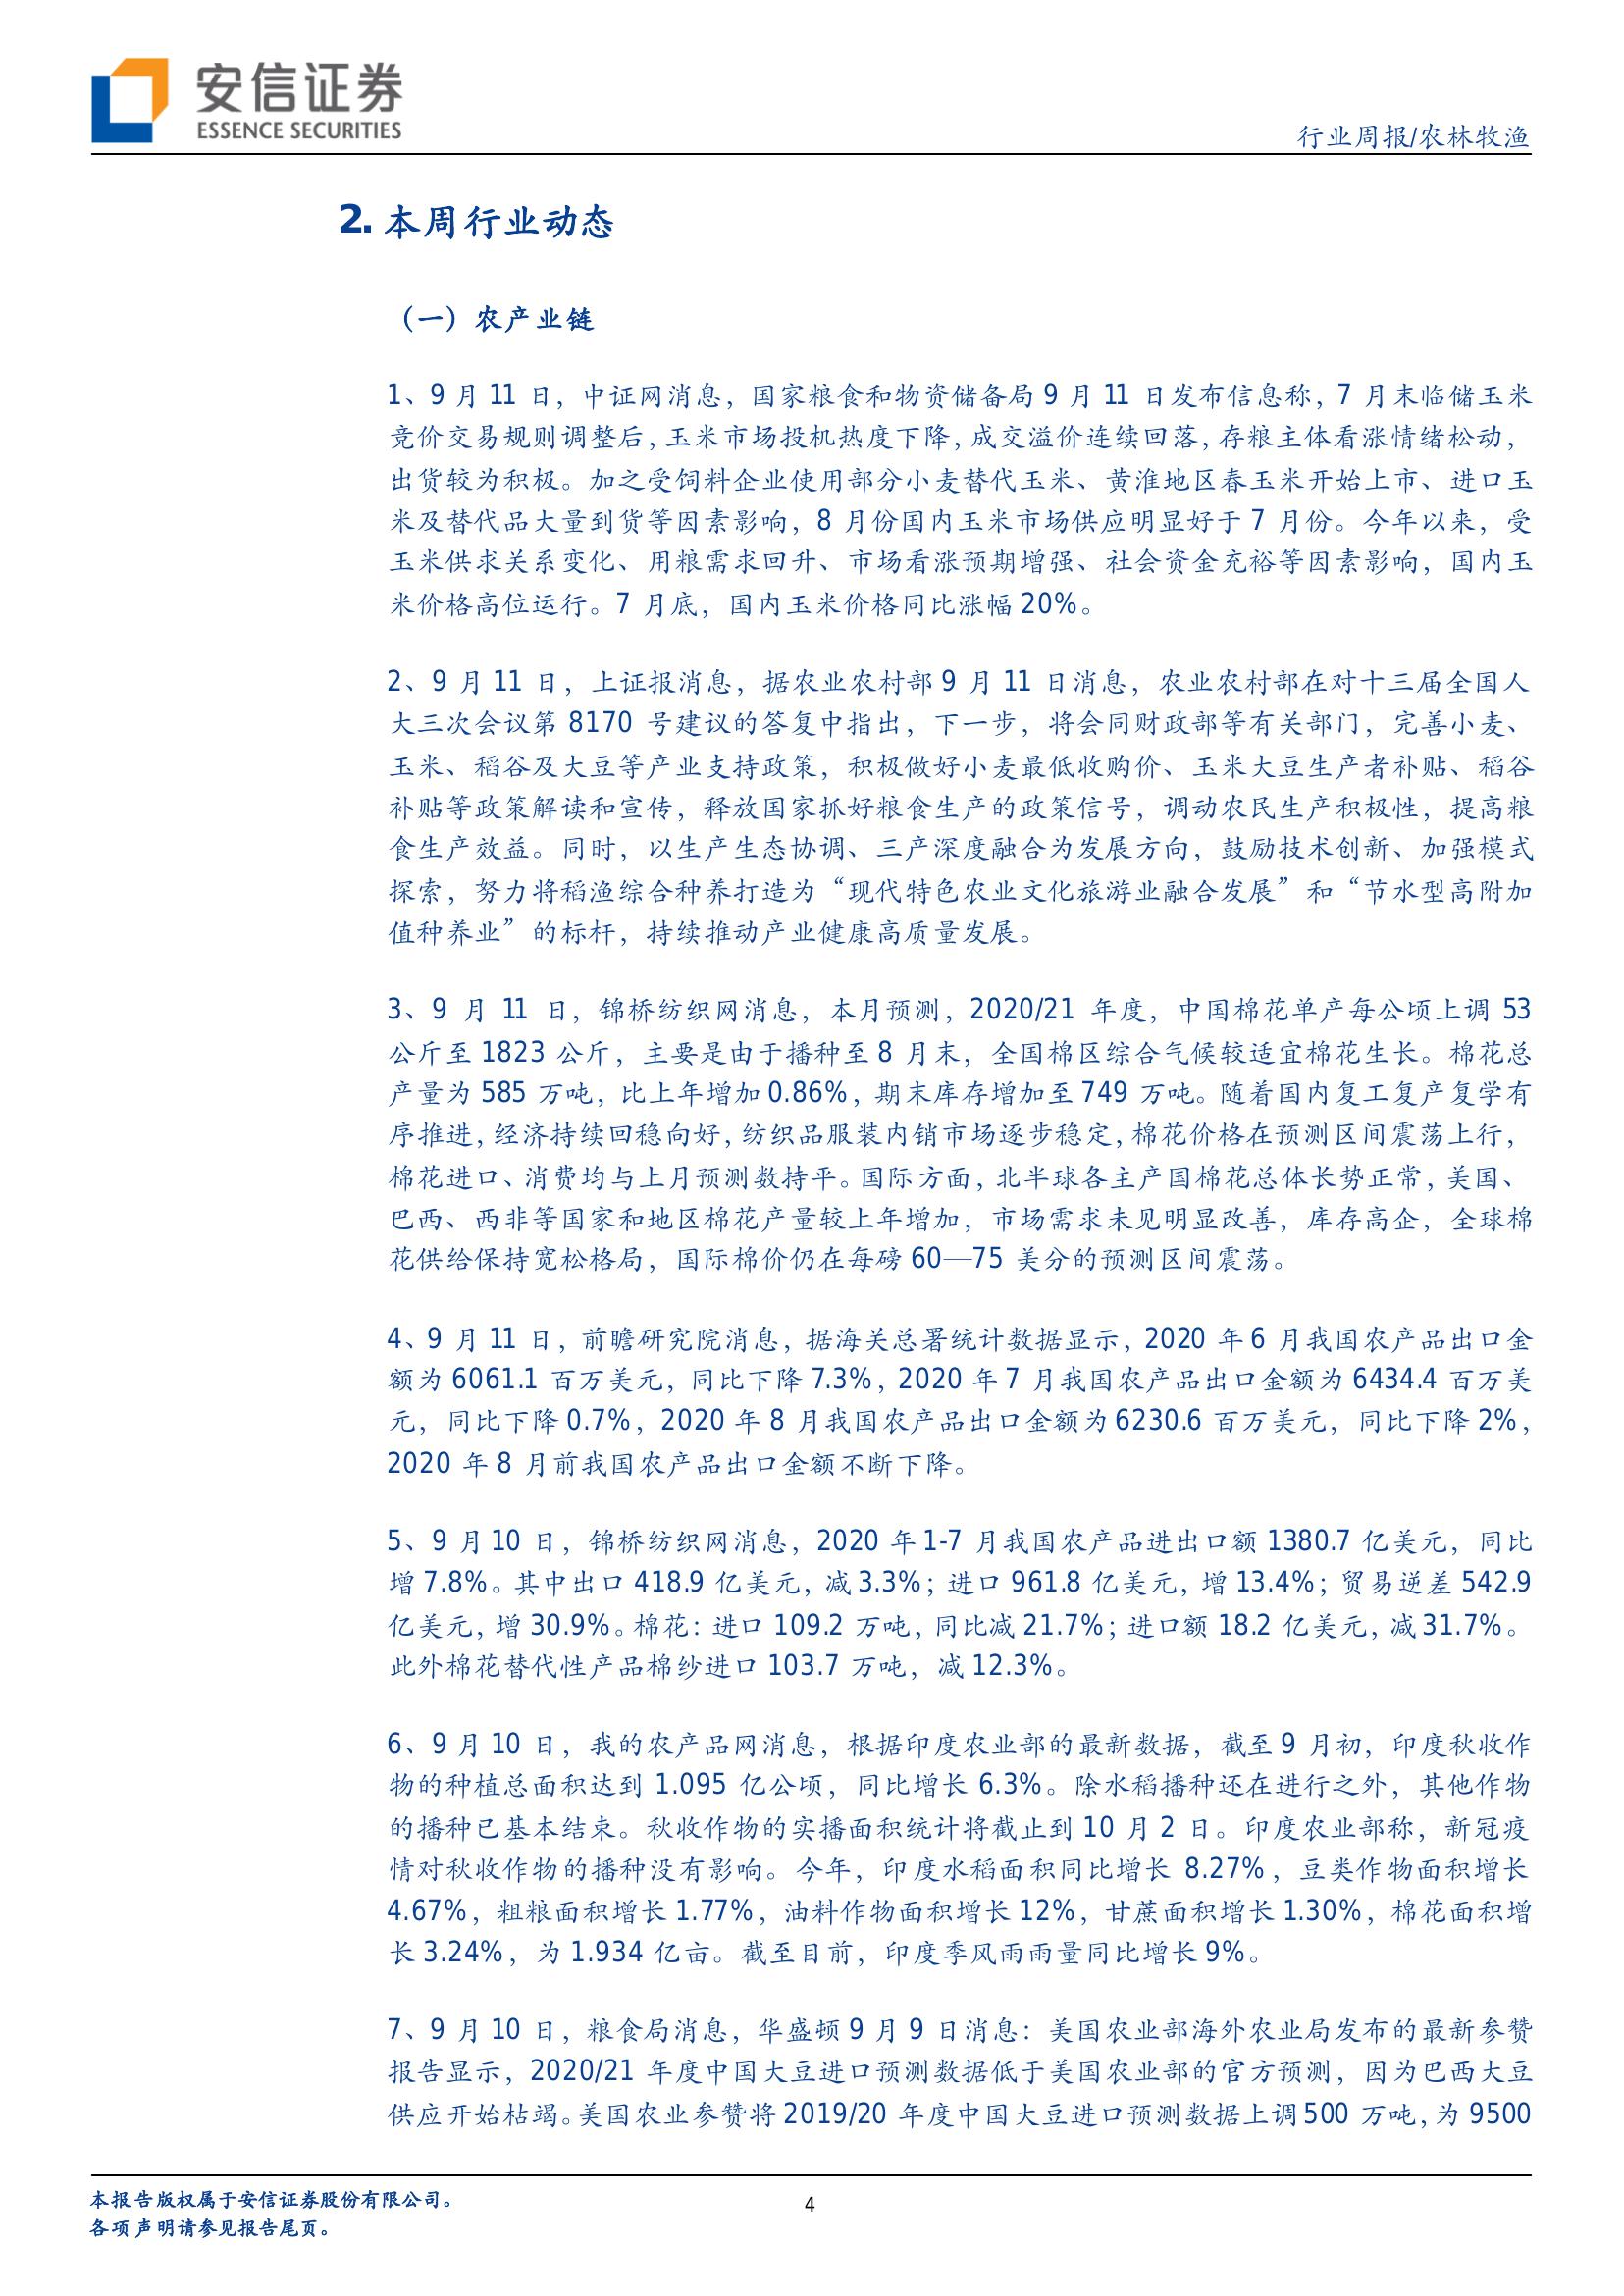 安信证券
ESSENCE SECURITIES
行业周报/农林牧渔
2. 本周行业动态
（一）农产业链
1、9 月 11 日，中证网消息，国家粮食和物资储备局 9 月 11 日发布信息称，7 月末临储玉米
竞价交易规则调整后，玉米市场投机热度下降，成交溢价连续回落，存粮主体看涨情绪松动，
出货较为积极。加之受饲料企业使用部分小麦替代玉米、黄淮地区春玉米开始上市、进口玉
米及替代品大量到货等因素影响，8 月份国内玉米市场供应明显好于 7 月份。今年以来，受
玉米供求关系变化、用粮需求回升、市场看涨预期增强、社会资金充裕等因素影响，国内玉
米价格高位运行。7 月底，国内玉米价格同比涨幅 20%。
2、9 月 11 日，上证报消息，据农业农村部 9 月 11 日消息，农业农村部在对十三届全国人
大三次会议第 8170 号建议的答复中指出，下一步，将会同财政部等有关部门，完善小麦、
玉米、稻谷及大豆等产业支持政策，积极做好小麦最低收购价、玉米大豆生产者补贴、稻谷
补贴等政策解读和宣传，释放国家抓好粮食生产的政策信号，调动农民生产积极性，提高粮
食生产效益。同时，以生产生态协调、三产深度融合为发展方向，鼓励技术创新、加强模式
探索，努力将稻渔综合种养打造为“现代特色农业文化旅游业融合发展”和“节水型高附加
值种养业”的标杆，持续推动产业健康高质量发展。
3、9 月 11 日，锦桥纺织网消息，本月预测，2020/21 年度，中国棉花单产每公顷上调 53
公斤至 1823 公斤，主要是由于播种至 8 月末，全国棉区综合气候较适宜棉花生长。棉花总
产量为 585 万吨，比上年增加 0.86%，期末库存增加至 749 万吨。随着国内复工复产复学有
序推进，经济持续回稳向好，纺织品服装内销市场逐步稳定，棉花价格在预测区间震荡上行，
棉花进口、消费均与上月预测数持平。国际方面，北半球各主产国棉花总体长势正常，美国、
巴西、西非等国家和地区棉花产量较上年增加，市场需求未见明显改善，库存高企，全球棉
花供给保持宽松格局，国际棉价仍在每磅 60—75 美分的预测区间震荡。
4、9 月 11 日，前瞻研究院消息，据海关总署统计数据显示，2020 年 6 月我国农产品出口金
额为 6061.1 百万美元，同比下降 7.3%，2020 年 7 月我国农产品出口金额为 6434.4 百万美
元，同比下降 0.7%，2020 年 8 月我国农产品出口金额为 6230.6 百万美元，同比下降 2%，
2020 年 8 月前我国农产品出口金额不断下降。
5、9 月 10 日，锦桥纺织网消息，2020 年 1-7 月我国农产品进出口额 1380.7 亿美元，同比
增 7.8%。其中出口 418.9 亿美元，减 3.3%；进口 961.8 亿美元，增 13.4%；贸易逆差 542.9
亿美元，增 30.9%。棉花：进口 109.2 万吨，同比减 21.7%；进口额 18.2 亿美元，减 31.7%。
此外棉花替代性产品棉纱进口 103.7 万吨，减 12.3%。
6、9 月 10 日，我的农产品网消息，根据印度农业部的最新数据，截至 9 月初，印度秋收作
物的种植总面积达到 1.095 亿公顷，同比增长 6.3%。除水稻播种还在进行之外，其他作物
的播种已基本结束。秋收作物的实播面积统计将截止到 10 月 2 日。印度农业部称，新冠疫
情对秋收作物的播种没有影响。今年，印度水稻面积同比增长 8.27%，豆类作物面积增长
4.67%，粗粮面积增长 1.77%，油料作物面积增长 12%，甘蔗面积增长 1.30%，棉花面积增
长 3.24%，为 1.934 亿亩。截至目前，印度季风雨雨量同比增长 9%。
7、9 月 10 日，粮食局消息，华盛顿 9 月 9 日消息：美国农业部海外农业局发布的最新参赞
报告显示，2020/21 年度中国大豆进口预测数据低于美国农业部的官方预测，因为巴西大豆
供应开始枯竭。美国农业参赞将 2019/20 年度中国大豆进口预测数据上调 500 万吨，为 9500
本报告版权属于安信证券股份有限公司。
各项声明请参见报告尾页。
4